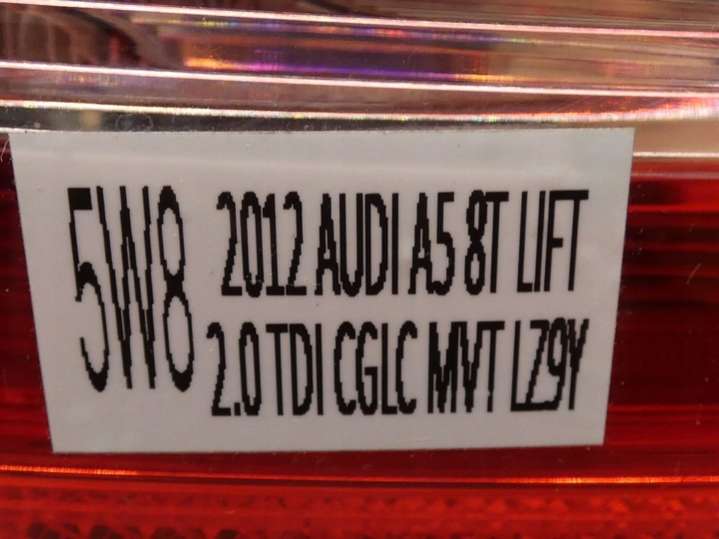 5W8
2012 AUDI A5 8T LIFT
2.0 TDI CGLC MVT LZ9Y